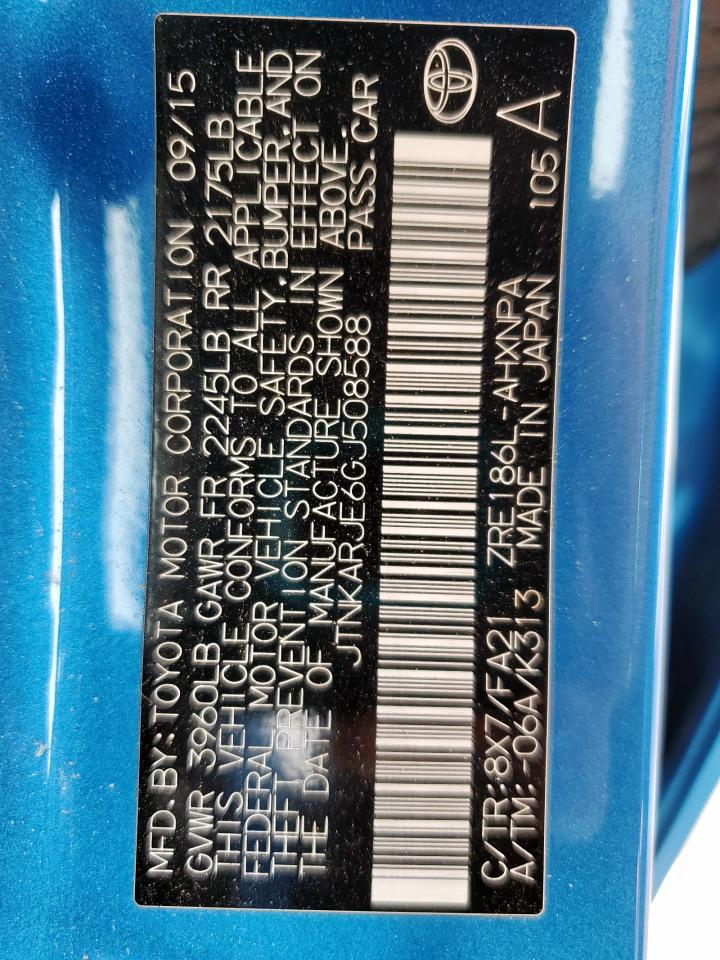 MFD.BY:TOYOTA MOTOR CORPORATION 09/15
GVWR 3960LB GAWR FR 2245LB RR 2175LB
THIS VEHICLE CONFORMS TO ALL APPLICABLE
FEDERAL MOTOR VEHICLE SAFETY,BUMPER,AND
THEFT PREVENTION STANDARDS IN EFFECT ON
THE DATE OF MANUFACTURE SHOWN ABOVE.
JTNKARJE6GJ508588 PASS.CAR
C/TR:8X7/FA21 ZRE186L-AHXNPA
A/TM:-06A/K313 MADE IN JAPAN 105 A